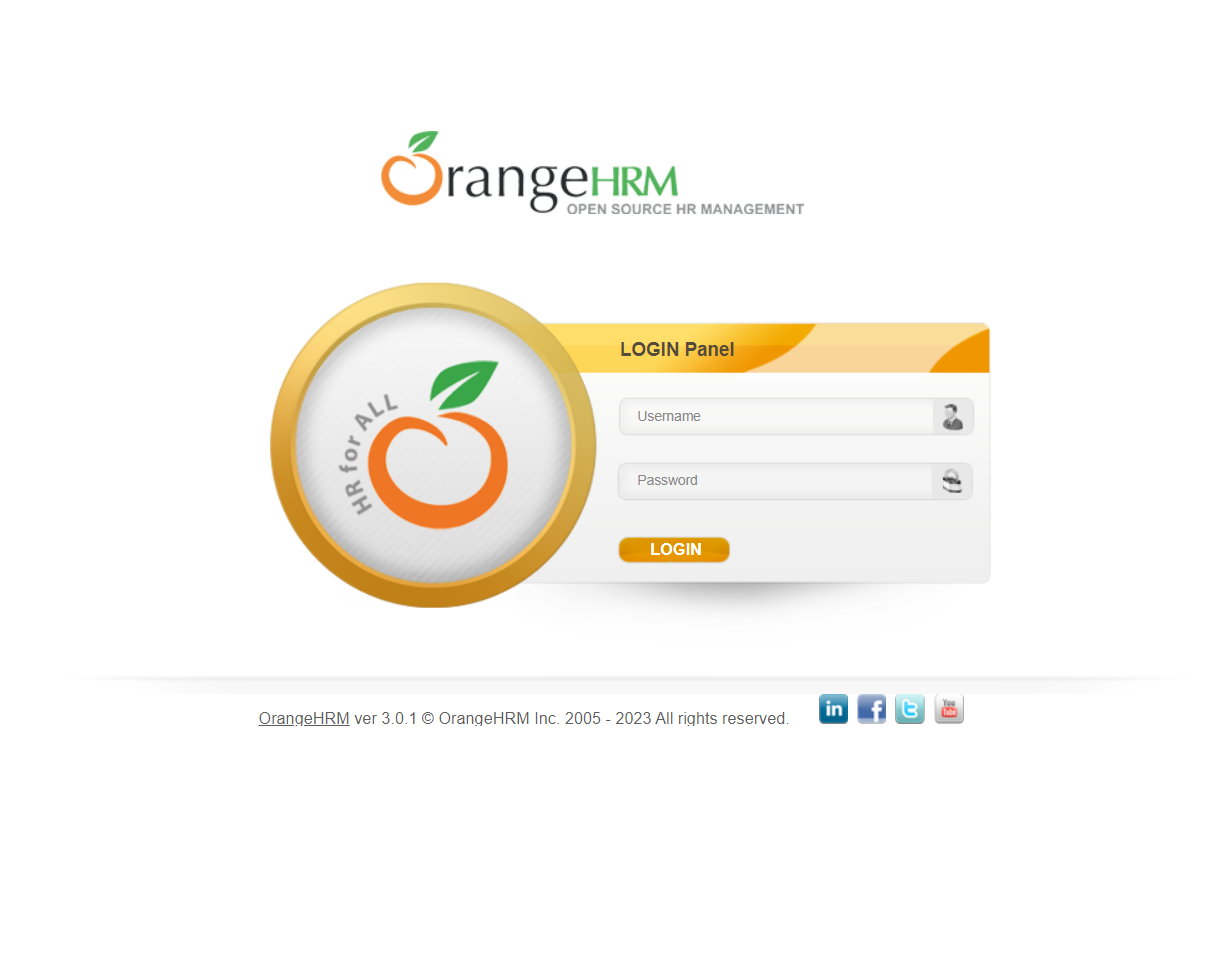 OrangeHRM
OPEN SOURCE HR MANAGEMENT
HR for ALL
LOGIN Panel
Username
Password
LOGIN
OrangeHRM ver 3.0.1 © OrangeHRM Inc. 2005 - 2023 All rights reserved.
in f t You Tube